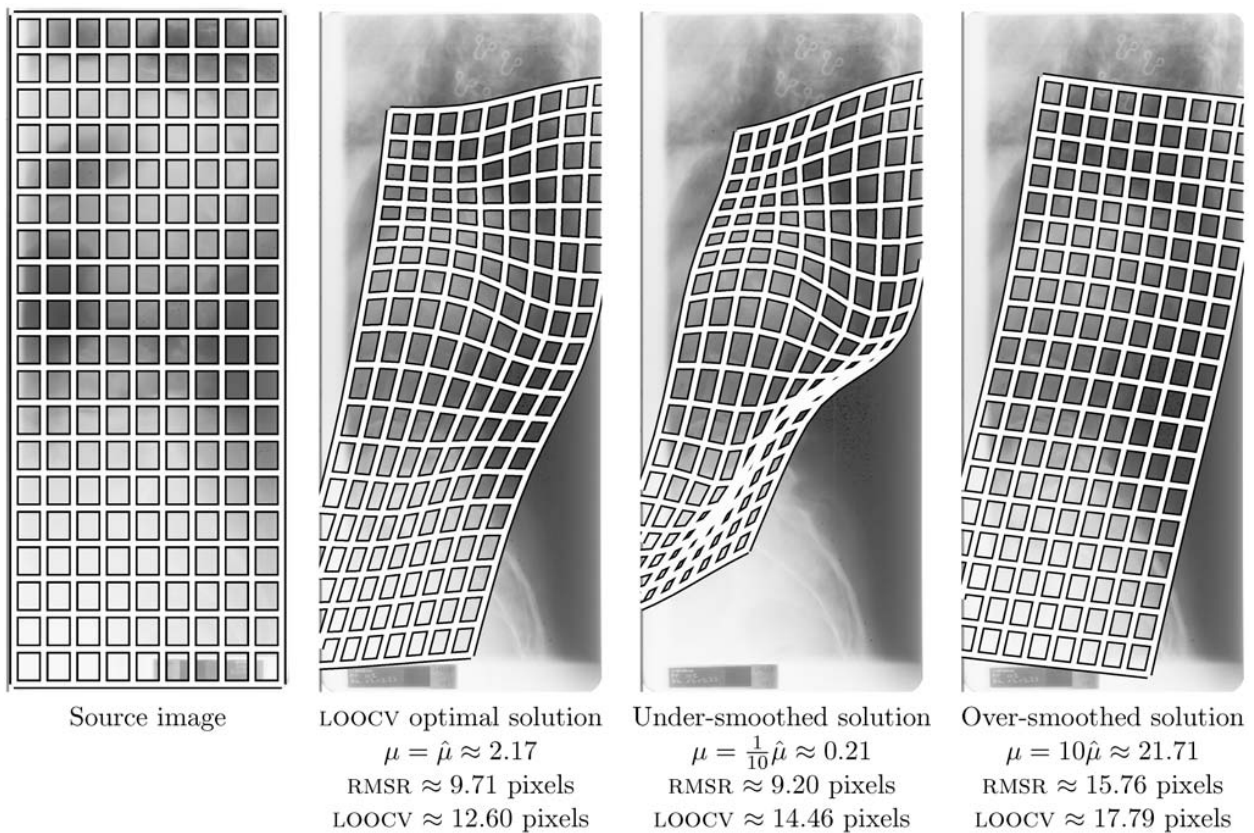 Source image
LOOCV optimal solution
μ = μ̂ ≈ 2.17
RMSR ≈ 9.71 pixels
LOOCV ≈ 12.60 pixels
Under-smoothed solution
μ = 1/10 μ̂ ≈ 0.21
RMSR ≈ 9.20 pixels
LOOCV ≈ 14.46 pixels
Over-smoothed solution
μ = 10μ̂ ≈ 21.71
RMSR ≈ 15.76 pixels
LOOCV ≈ 17.79 pixels